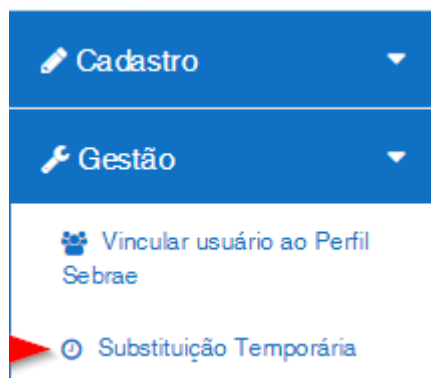 Cadastro
Gestão
Vincular usuário ao Perfil
Sebrae
Substituição Temporária